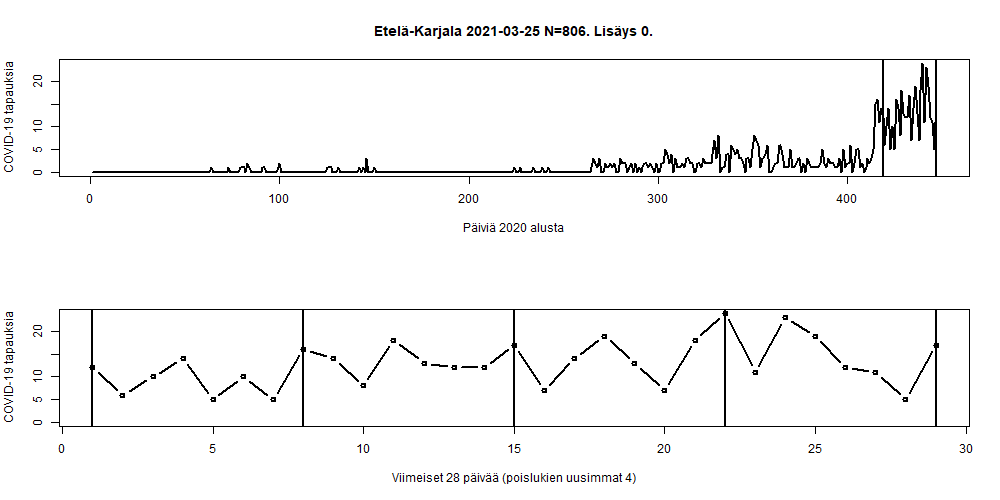 Etelä-Karjala 2021-03-25 N=806. Lisäys 0.
COVID-19 tapauksia
20
10
5
0
0 100 200 300 400
Päiviä 2020 alusta
COVID-19 tapauksia
20
10
5
0
0 5 10 15 20 25 30
Viimeiset 28 päivää (poislukien uusimmat 4)